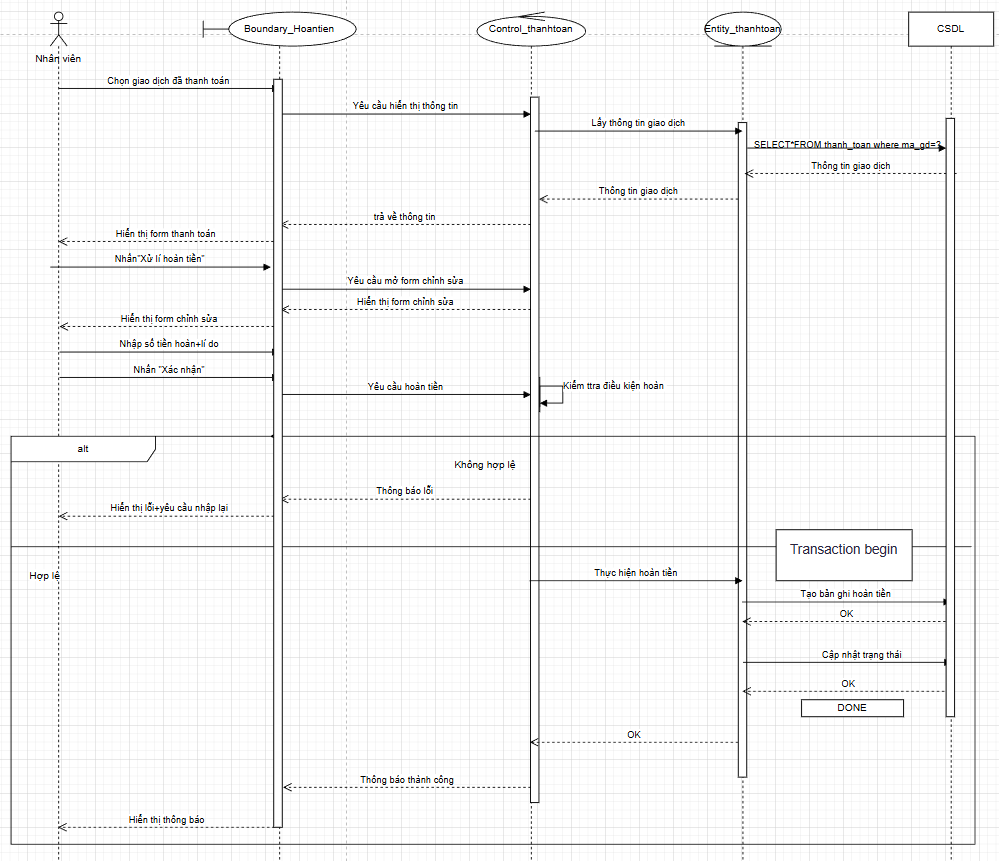 Boundary_Hoantien
Control_thanhtoan
Entity_thanhtoan
CSDL
Nhân viên
Chọn giao dịch đã thanh toán
Yêu cầu hiển thị thông tin
Lấy thông tin giao dịch
SELECT*FROM thanh_toan where ma_gd=?
Thông tin giao dịch
Thông tin giao dịch
trả về thông tin
Hiển thị form thanh toán
Nhấn"Xử lí hoàn tiền"
Yêu cầu mở form chỉnh sửa
Hiển thị form chỉnh sửa
Hiển thị form chỉnh sửa
Nhập số tiền hoàn+lí do
Nhấn "Xác nhận"
Yêu cầu hoàn tiền
Kiểm ttra điều kiện hoàn
alt
Không hợp lệ
Thông báo lỗi
Hiển thị lỗi+yêu cầu nhập lại
Transaction begin
Hợp lệ
Thực hiện hoàn tiền
Tạo bản ghi hoàn tiền
OK
Cập nhật trạng thái
OK
DONE
OK
Thông báo thành công
Hiển thị thông báo